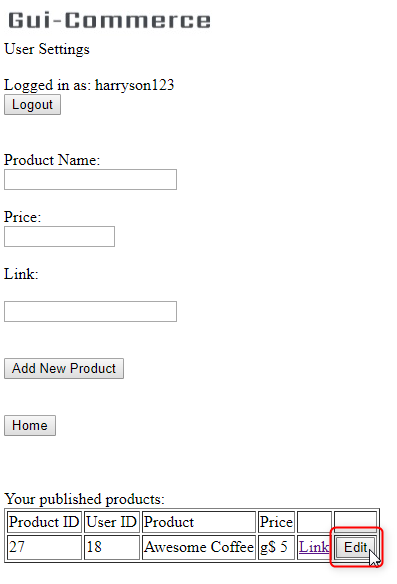 Gui-Commerce
User Settings
Logged in as: harryson123
Logout
Product Name:
Price:
Link:
Add New Product
Home
Your published products:
Product ID User ID Product Price
27 18 Awesome Coffee g$ 5 Link Edit